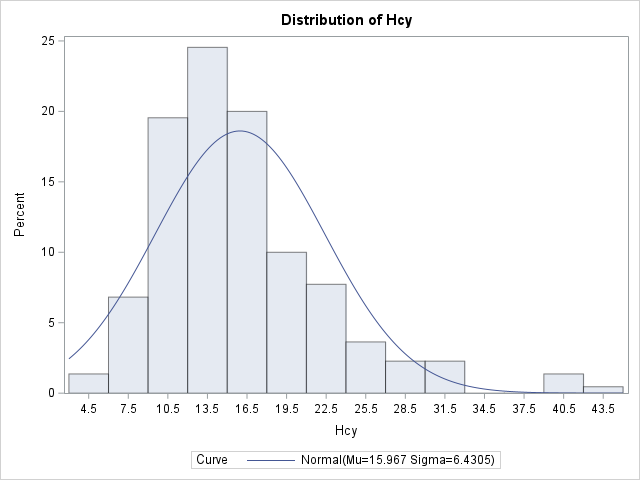 Distribution of Hcy
25
20
15
10
5
0
Percent
4.5 7.5 10.5 13.5 16.5 19.5 22.5 25.5 28.5 31.5 34.5 37.5 40.5 43.5
Hcy
Curve Normal(Mu=15.967 Sigma=6.4305)